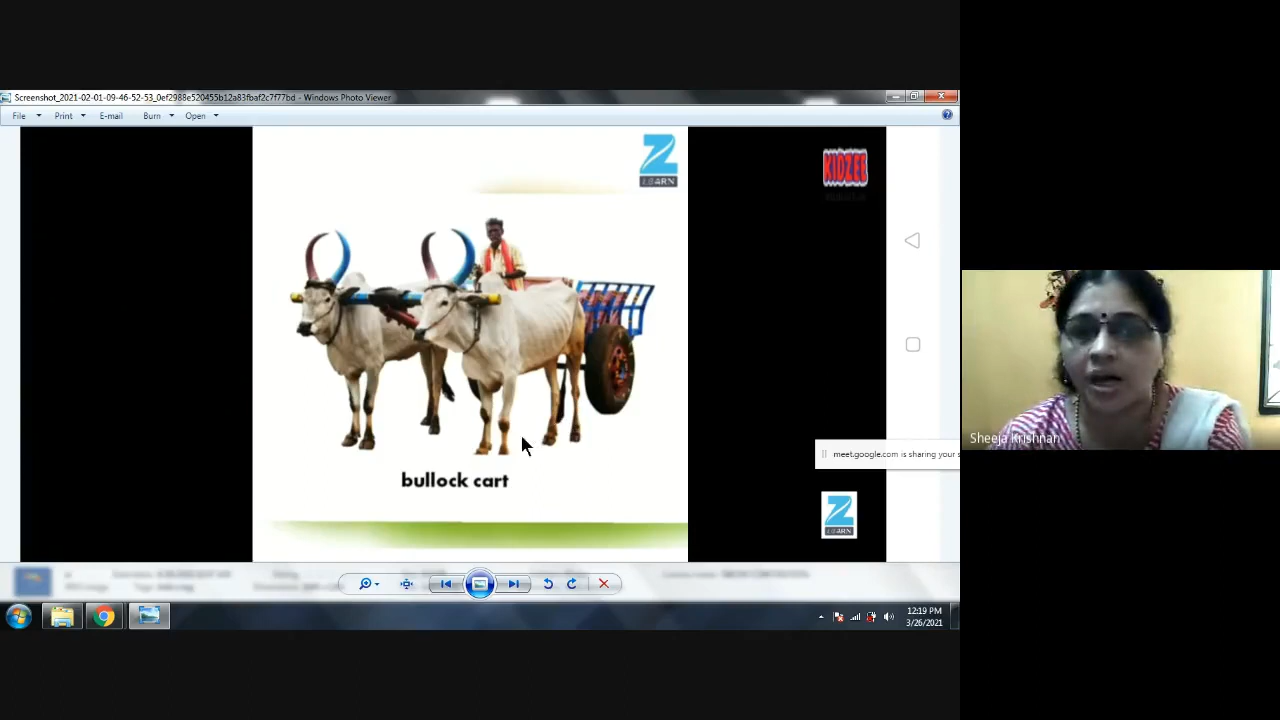 Screenshot_2021-02-01-09-46-52-53_0ef2988e520455b12a83fbaf2c7f77bd - Windows Photo Viewer
File Print E-mail Burn Open
Z
LEARN
KIDZEE
bullock cart
Sheeja Krishnan
meet.google.com is sharing your s
Z
LEARN
12:19 PM
3/26/2021